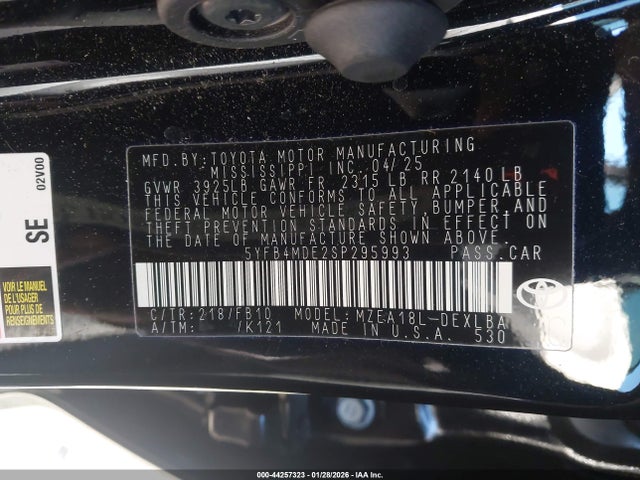 MFD. BY: TOYOTA MOTOR MANUFACTURING
MISSISSIPPI INC. 04/25
GVWR 3925LB GAWR FR 2315 LB RR 2140 LB
THIS VEHICLE CONFORMS TO ALL APPLICABLE
FEDERAL MOTOR VEHICLE SAFETY, BUMPER, AND
THEFT PREVENTION STANDARDS IN EFFECT ON
THE DATE OF MANUFACTURE SHOWN ABOVE.
5YFB4MDE2SP295993 PASS. CAR
C/TR: 218/FB10 MODEL: MZEA18L-DEXLBA
A/TM: /K121 MADE IN U.S.A. 530
SE
02V00
MANUEL DE
L'USAGER
POUR PLUS DE
RENSEIGNEMENTS
000-44257323 | 01/28/2026 | IAA Inc.